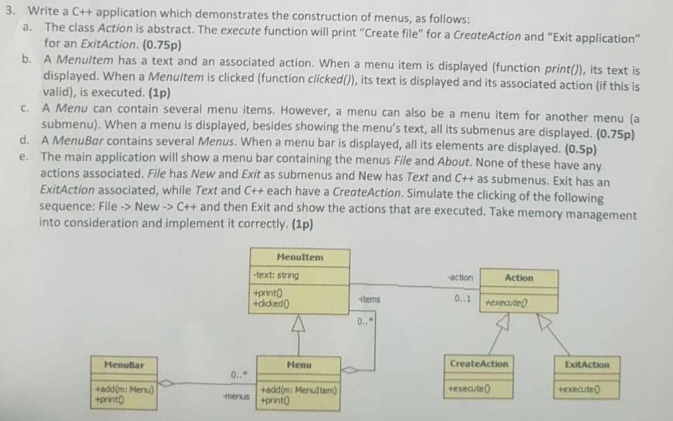 3. Write a C++ application which demonstrates the construction of menus, as follows:
a. The class Action is abstract. The execute function will print "Create file" for a CreateAction and "Exit application"
for an ExitAction. (0.75p)
b. A MenuItem has a text and an associated action. When a menu item is displayed (function print()), its text is
displayed. When a MenuItem is clicked (function clicked()), its text is displayed and its associated action (if this is
valid), is executed. (1p)
c. A Menu can contain several menu items. However, a menu can also be a menu item for another menu (a
submenu). When a menu is displayed, besides showing the menu's text, all its submenus are displayed. (0.75p)
d. A MenuBar contains several Menus. When a menu bar is displayed, all its elements are displayed. (0.5p)
e. The main application will show a menu bar containing the menus File and About. None of these have any
actions associated. File has New and Exit as submenus and New has Text and C++ as submenus. Exit has an
ExitAction associated, while Text and C++ each have a CreateAction. Simulate the clicking of the following
sequence: File -> New -> C++ and then Exit and show the actions that are executed. Take memory management
into consideration and implement it correctly. (1p)
MenuItem
-text: string
+print()
+clicked()
-items
0..*
-action
0..1
Action
+execute()
MenuBar
+add(m: Menu)
+print()
0..*
-menus
Menu
+add(m: MenuItem)
+print()
CreateAction
+execute()
ExitAction
+execute()